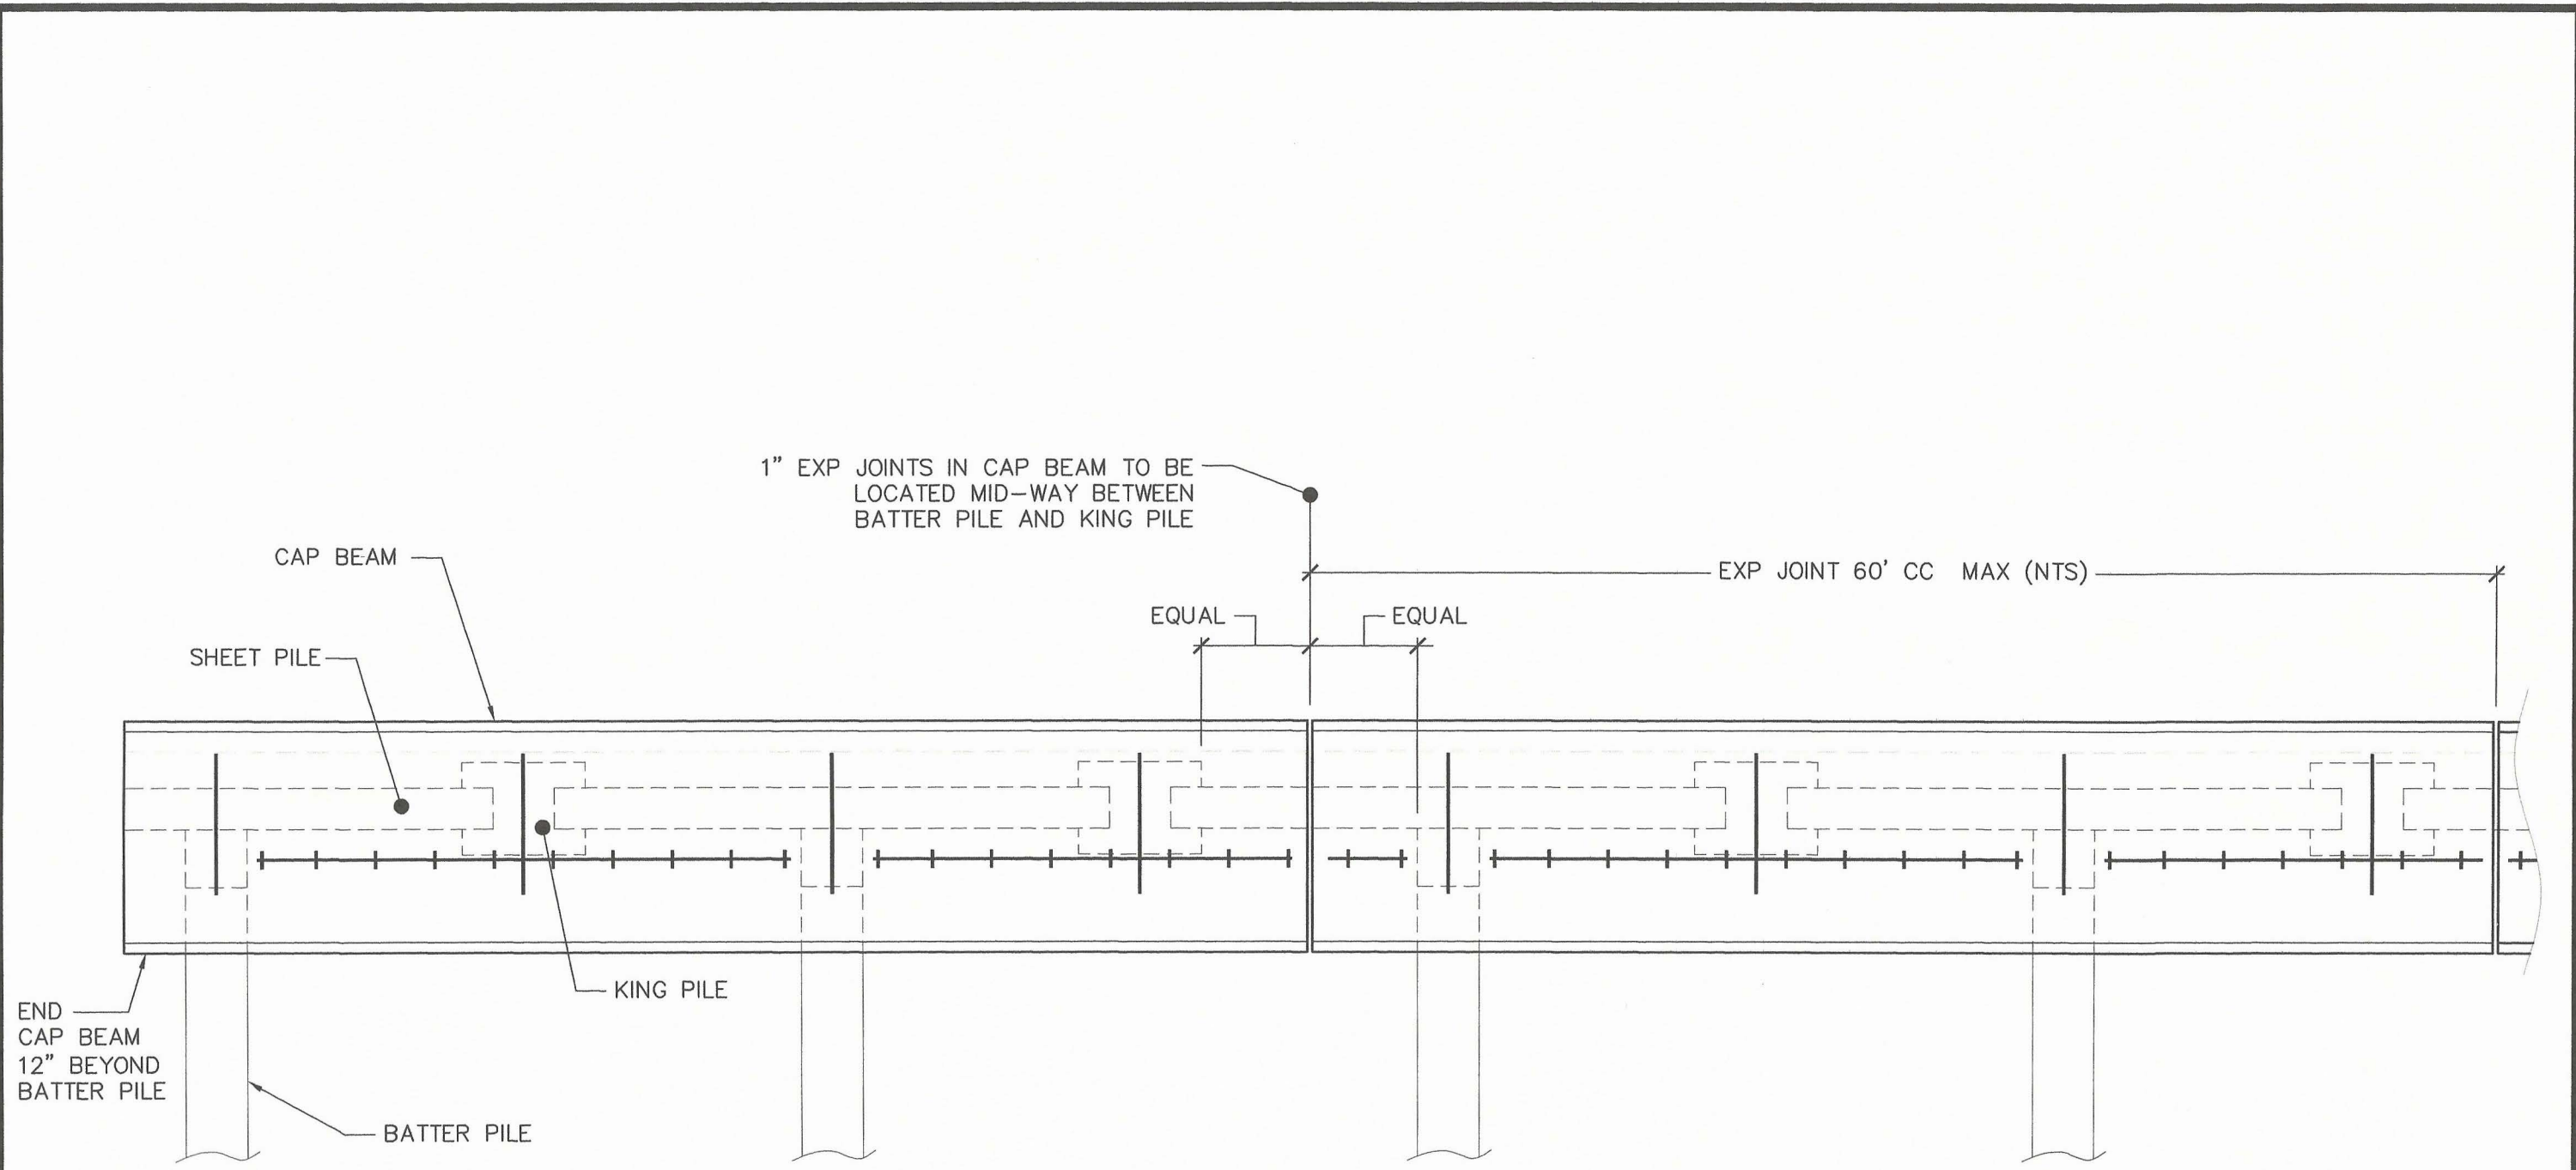 1” EXP JOINTS IN CAP BEAM TO BE
LOCATED MID-WAY BETWEEN
BATTER PILE AND KING PILE
CAP BEAM
EXP JOINT 60' CC MAX (NTS)
EQUAL
EQUAL
SHEET PILE
KING PILE
END
CAP BEAM
12” BEYOND
BATTER PILE
BATTER PILE